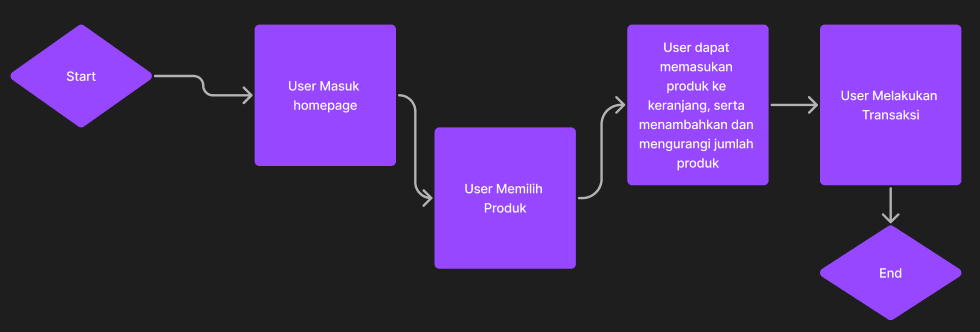 Start
User Masuk
homepage
User Memilih
Produk
User dapat
memasukan
produk ke
keranjang, serta
menambahkan dan
mengurangi jumlah
produk
User Melakukan
Transaksi
End